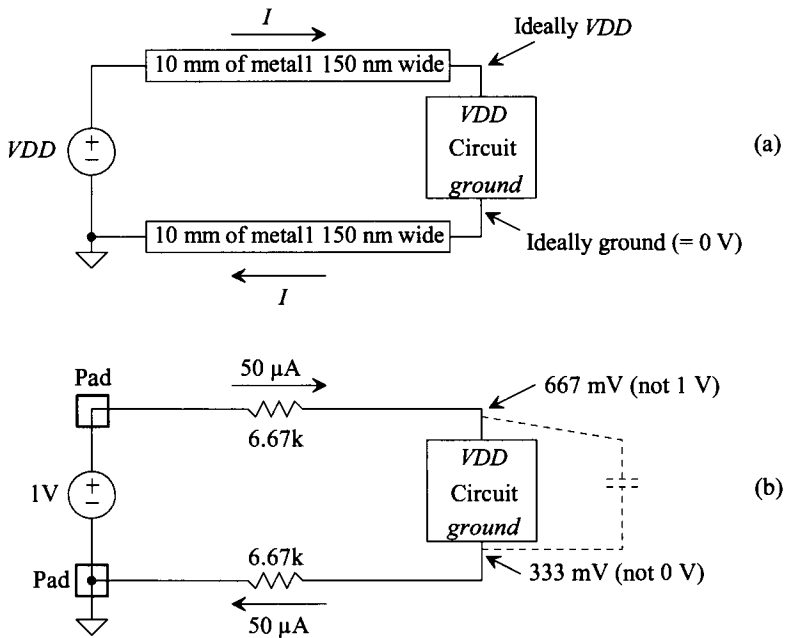 I
Ideally VDD
10 mm of metal1 150 nm wide
VDD
Circuit
ground
VDD
+
−
(a)
10 mm of metal1 150 nm wide
Ideally ground (= 0 V)
I
Pad
50 µA
667 mV (not 1 V)
6.67k
VDD
Circuit
ground
1V
+
−
(b)
6.67k
Pad
333 mV (not 0 V)
50 µA